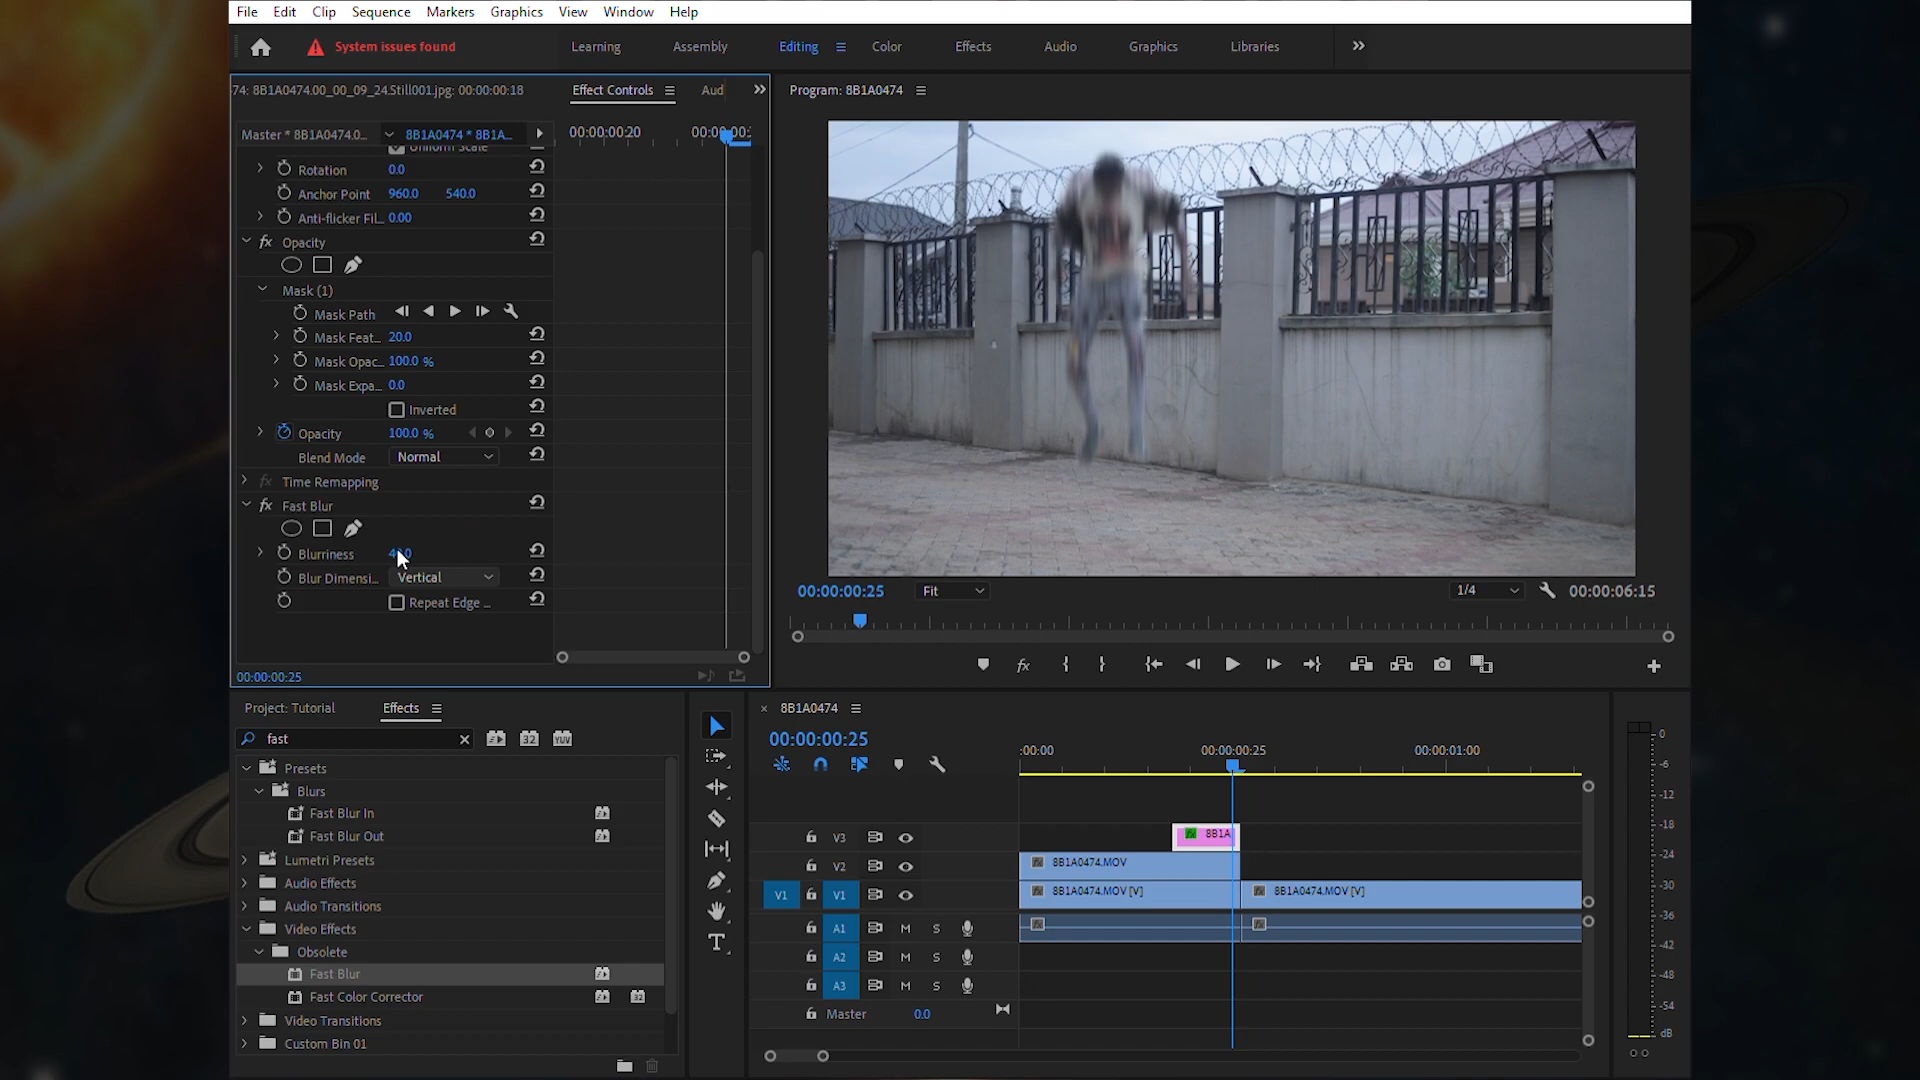 File Edit Clip Sequence Markers Graphics View Window Help
System issues found
Learning Assembly Editing Color Effects Audio Graphics Libraries
74: 8B1A0474.00_00_09_24.Still001.jpg: 00:00:00:18 Effect Controls Aud
Program: 8B1A0474
Master * 8B1A0474.0... 8B1A0474 * 8B1A...
00:00:00:20 00:00:00:
Uniform Scale
Rotation 0.0
Anchor Point 960.0 540.0
Anti-flicker Fil... 0.00
fx Opacity
Mask (1)
Mask Path
Mask Feat... 20.0
Mask Opac... 100.0 %
Mask Expa... 0.0
Inverted
Opacity 100.0 %
Blend Mode Normal
fx Time Remapping
fx Fast Blur
Blurriness
Blur Dimensi... Vertical
Repeat Edge ...
00:00:00:25
00:00:00:25 Fit 1/4 00:00:06:15
fx
Project: Tutorial Effects
fast
32 YUV
Presets
Blurs
Fast Blur In
Fast Blur Out
Lumetri Presets
Audio Effects
Audio Transitions
Video Effects
Obsolete
Fast Blur
Fast Color Corrector 32
Video Transitions
Custom Bin 01
× 8B1A0474
00:00:00:25
:00:00 00:00:00:25 00:00:01:00
V3 fx 8B1A
V2 fx 8B1A0474.MOV
V1 V1 fx 8B1A0474.MOV [V] fx 8B1A0474.MOV [V]
A1 M S
A2 M S
A3 M S
Master 0.0
0
-6
-12
-18
-24
-30
-36
-42
-48
-54
dB